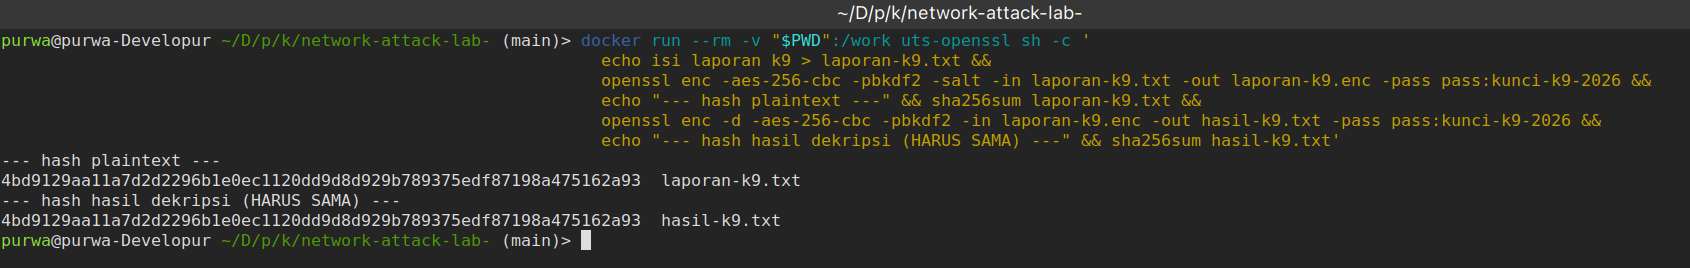 ~/D/p/k/network-attack-lab-
purwa@purwa-Developur ~/D/p/k/network-attack-lab- (main)> docker run --rm -v "$PWD":/work uts-openssl sh -c '
echo isi laporan k9 > laporan-k9.txt &&
openssl enc -aes-256-cbc -pbkdf2 -salt -in laporan-k9.txt -out laporan-k9.enc -pass pass:kunci-k9-2026 &&
echo "--- hash plaintext ---" && sha256sum laporan-k9.txt &&
openssl enc -d -aes-256-cbc -pbkdf2 -in laporan-k9.enc -out hasil-k9.txt -pass pass:kunci-k9-2026 &&
echo "--- hash hasil dekripsi (HARUS SAMA) ---" && sha256sum hasil-k9.txt'
--- hash plaintext ---
4bd9129aa11a7d2d2296b1e0ec1120dd9d8d929b789375edf87198a475162a93  laporan-k9.txt
--- hash hasil dekripsi (HARUS SAMA) ---
4bd9129aa11a7d2d2296b1e0ec1120dd9d8d929b789375edf87198a475162a93  hasil-k9.txt
purwa@purwa-Developur ~/D/p/k/network-attack-lab- (main)>